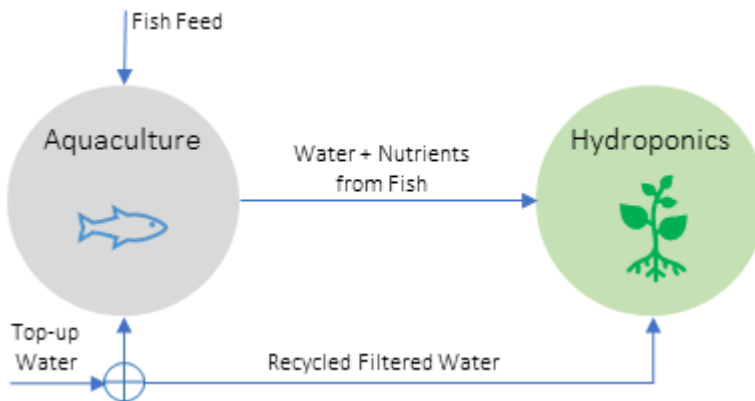 Fish Feed
Aquaculture
Hydroponics
Water + Nutrients
from Fish
Top-up
Water
Recycled Filtered Water